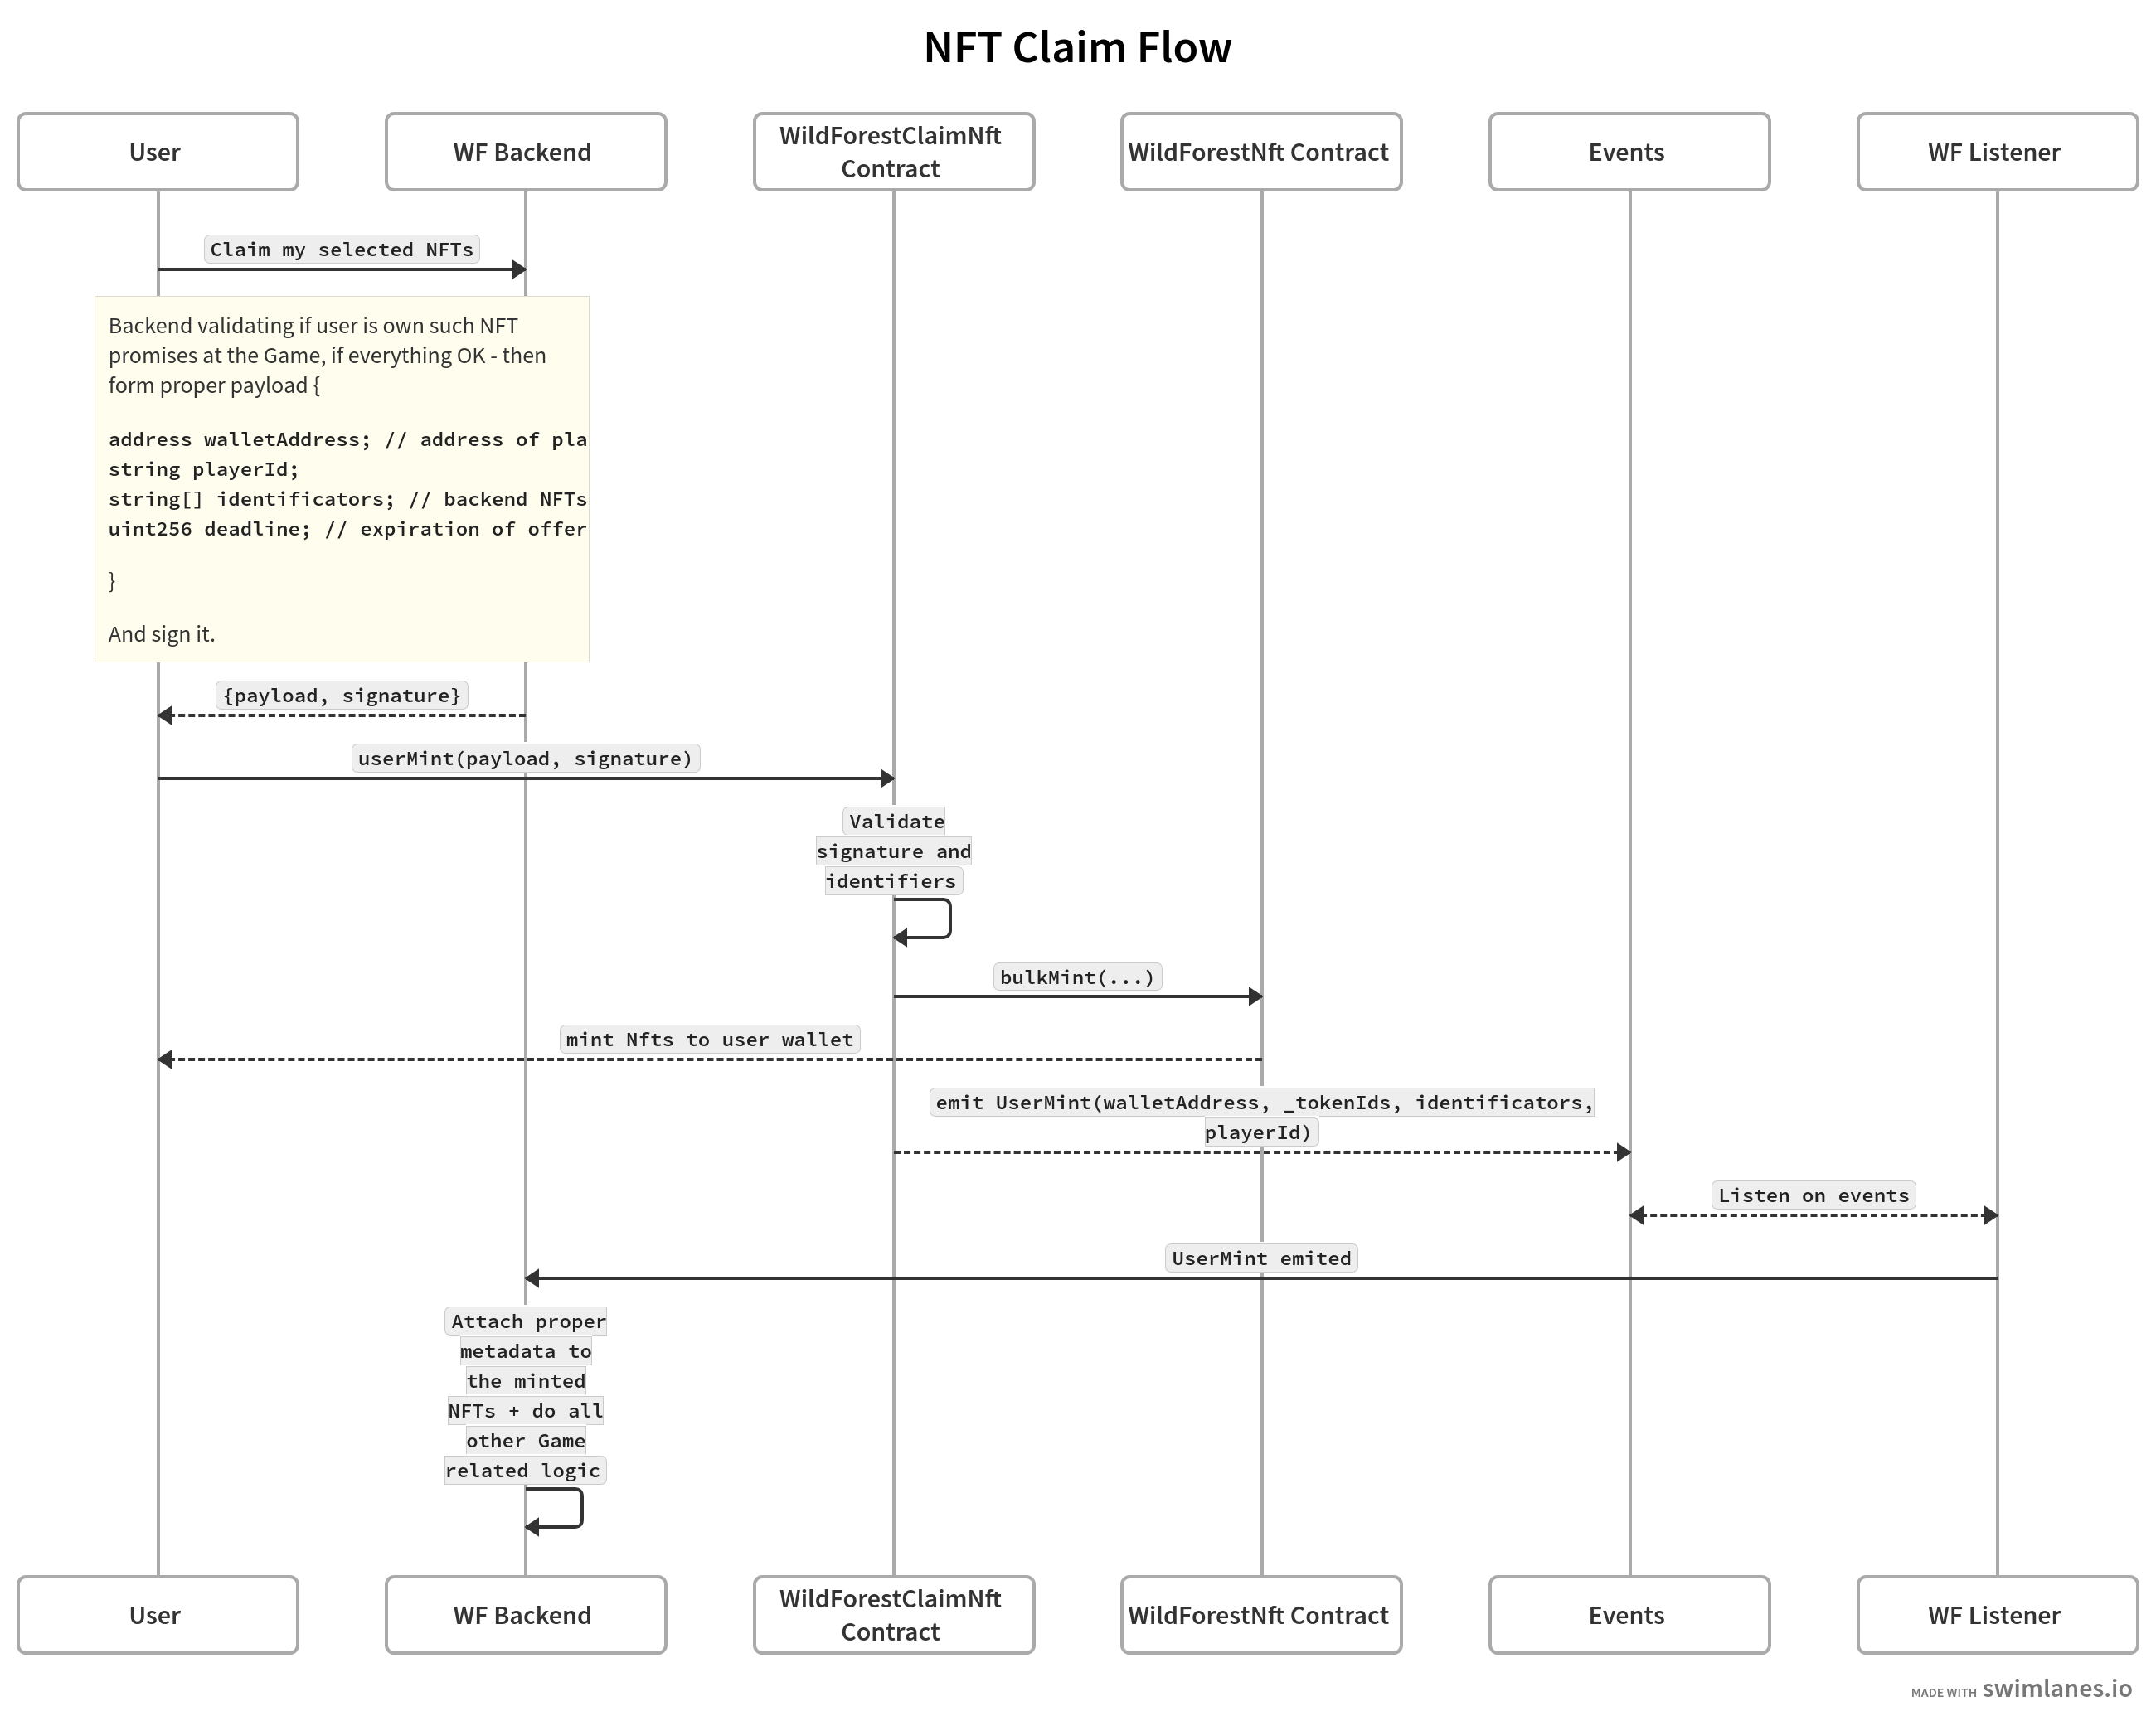 NFT Claim Flow
User
WF Backend
WildForestClaimNft
Contract
WildForestNft Contract
Events
WF Listener
Claim my selected NFTs
Backend validating if user is own such NFT
promises at the Game, if everything OK - then
form proper payload {
address walletAddress; // address of pla
string playerId;
string[] identificators; // backend NFTs
uint256 deadline; // expiration of offer
}
And sign it.
{payload, signature}
userMint(payload, signature)
Validate
signature and
identifiers
bulkMint(...)
mint Nfts to user wallet
emit UserMint(walletAddress, _tokenIds, identificators,
playerId)
Listen on events
UserMint emited
Attach proper
metadata to
the minted
NFTs + do all
other Game
related logic
User
WF Backend
WildForestClaimNft
Contract
WildForestNft Contract
Events
WF Listener
MADE WITH swimlanes.io